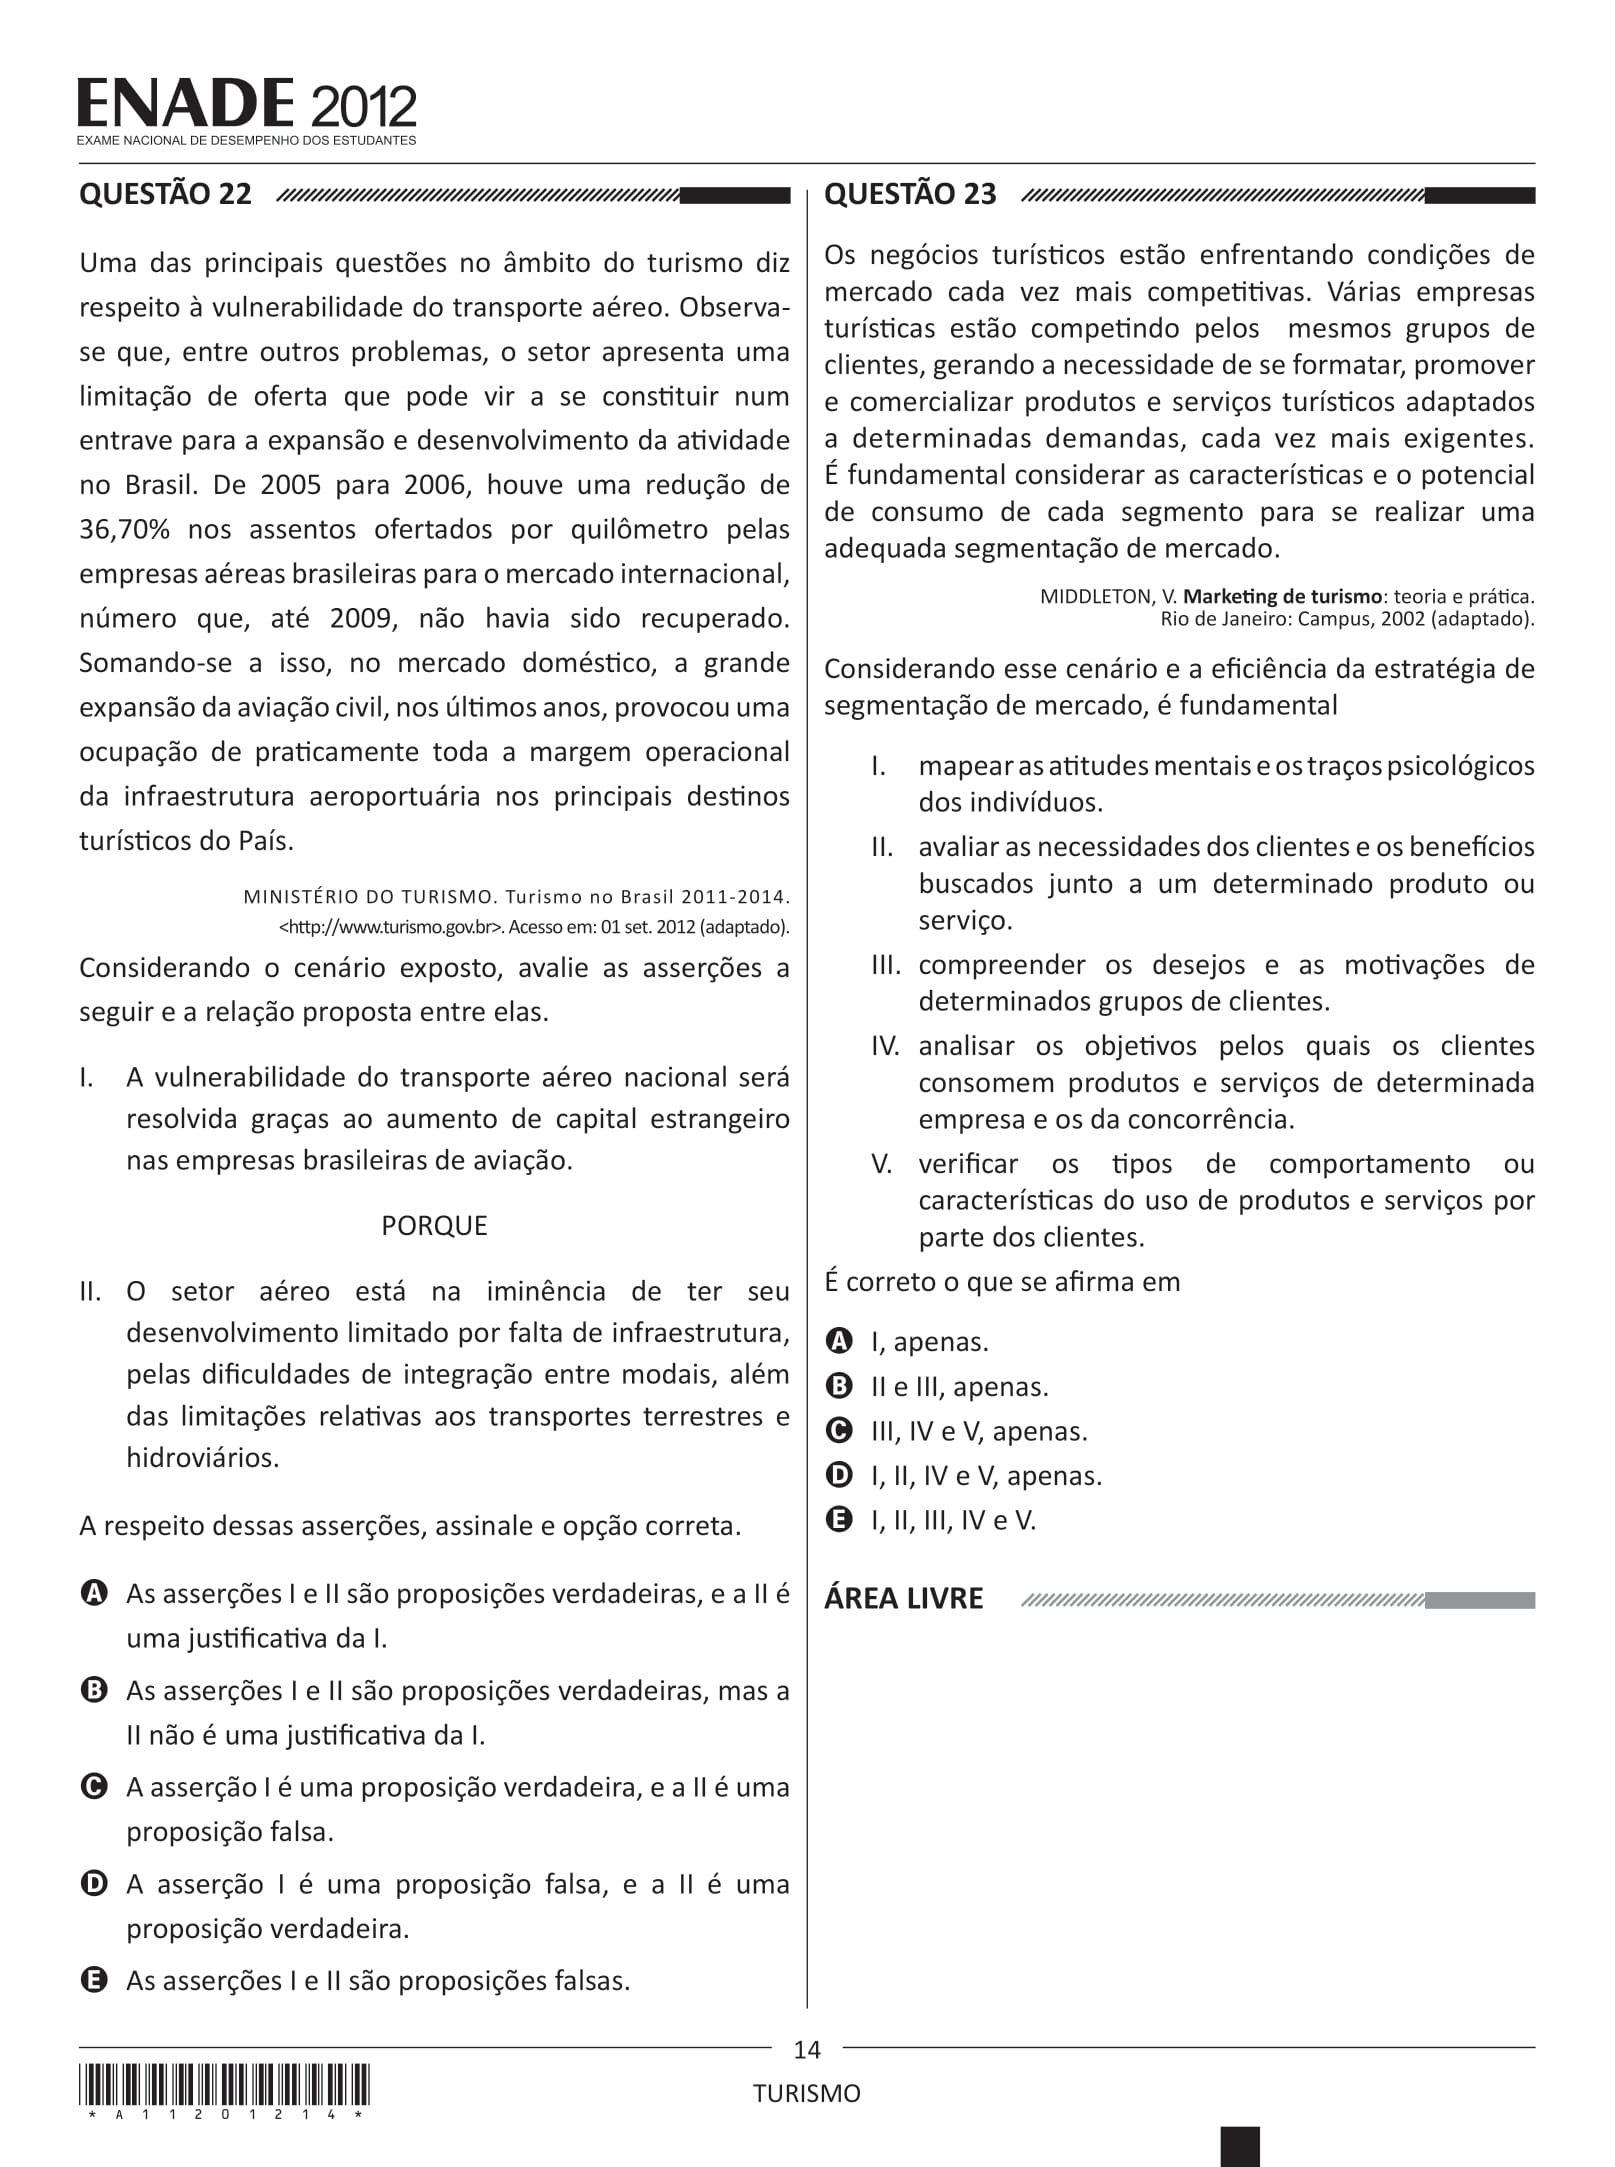 ENADE 2012
EXAME NACIONAL DE DESEMPENHO DOS ESTUDANTES
QUESTÃO 22
Uma das principais questões no âmbito do turismo diz
respeito à vulnerabilidade do transporte aéreo. Observa-
se que, entre outros problemas, o setor apresenta uma
limitação de oferta que pode vir a se constituir num
entrave para a expansão e desenvolvimento da atividade
no Brasil. De 2005 para 2006, houve uma redução de
36,70% nos assentos ofertados por quilômetro pelas
empresas aéreas brasileiras para o mercado internacional,
número que, até 2009, não havia sido recuperado.
Somando-se a isso, no mercado doméstico, a grande
expansão da aviação civil, nos últimos anos, provocou uma
ocupação de praticamente toda a margem operacional
da infraestrutura aeroportuária nos principais destinos
turísticos do País.
MINISTÉRIO DO TURISMO. Turismo no Brasil 2011-2014.
<http://www.turismo.gov.br>. Acesso em: 01 set. 2012 (adaptado).
Considerando o cenário exposto, avalie as asserções a
seguir e a relação proposta entre elas.
I. A vulnerabilidade do transporte aéreo nacional será
resolvida graças ao aumento de capital estrangeiro
nas empresas brasileiras de aviação.
PORQUE
II. O setor aéreo está na iminência de ter seu
desenvolvimento limitado por falta de infraestrutura,
pelas dificuldades de integração entre modais, além
das limitações relativas aos transportes terrestres e
hidroviários.
A respeito dessas asserções, assinale e opção correta.
A As asserções I e II são proposições verdadeiras, e a II é
uma justificativa da I.
B As asserções I e II são proposições verdadeiras, mas a
II não é uma justificativa da I.
C A asserção I é uma proposição verdadeira, e a II é uma
proposição falsa.
D A asserção I é uma proposição falsa, e a II é uma
proposição verdadeira.
E As asserções I e II são proposições falsas.
QUESTÃO 23
Os negócios turísticos estão enfrentando condições de
mercado cada vez mais competitivas. Várias empresas
turísticas estão competindo pelos mesmos grupos de
clientes, gerando a necessidade de se formatar, promover
e comercializar produtos e serviços turísticos adaptados
a determinadas demandas, cada vez mais exigentes.
É fundamental considerar as características e o potencial
de consumo de cada segmento para se realizar uma
adequada segmentação de mercado.
MIDDLETON, V. Marketing de turismo: teoria e prática.
Rio de Janeiro: Campus, 2002 (adaptado).
Considerando esse cenário e a eficiência da estratégia de
segmentação de mercado, é fundamental
I. mapear as atitudes mentais e os traços psicológicos
dos indivíduos.
II. avaliar as necessidades dos clientes e os benefícios
buscados junto a um determinado produto ou
serviço.
III. compreender os desejos e as motivações de
determinados grupos de clientes.
IV. analisar os objetivos pelos quais os clientes
consomem produtos e serviços de determinada
empresa e os da concorrência.
V. verificar os tipos de comportamento ou
características do uso de produtos e serviços por
parte dos clientes.
É correto o que se afirma em
A I, apenas.
B II e III, apenas.
C III, IV e V, apenas.
D I, II, IV e V, apenas.
E I, II, III, IV e V.
ÁREA LIVRE
14
TURISMO
* A 1 1 2 0 1 2 1 4 *